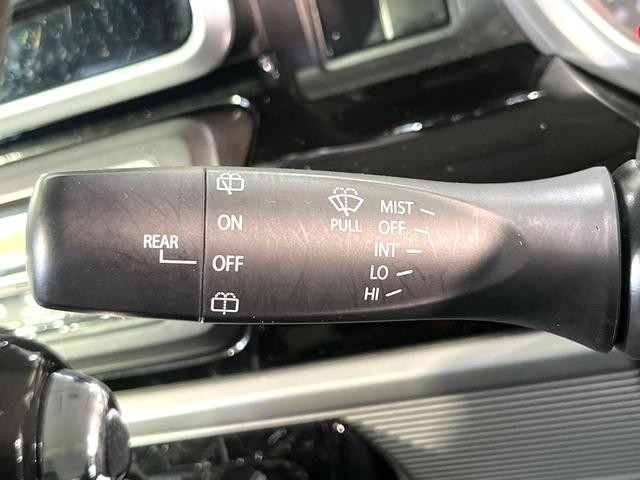 REAR
ON
OFF
PULL
MIST
OFF
INT
LO
HI